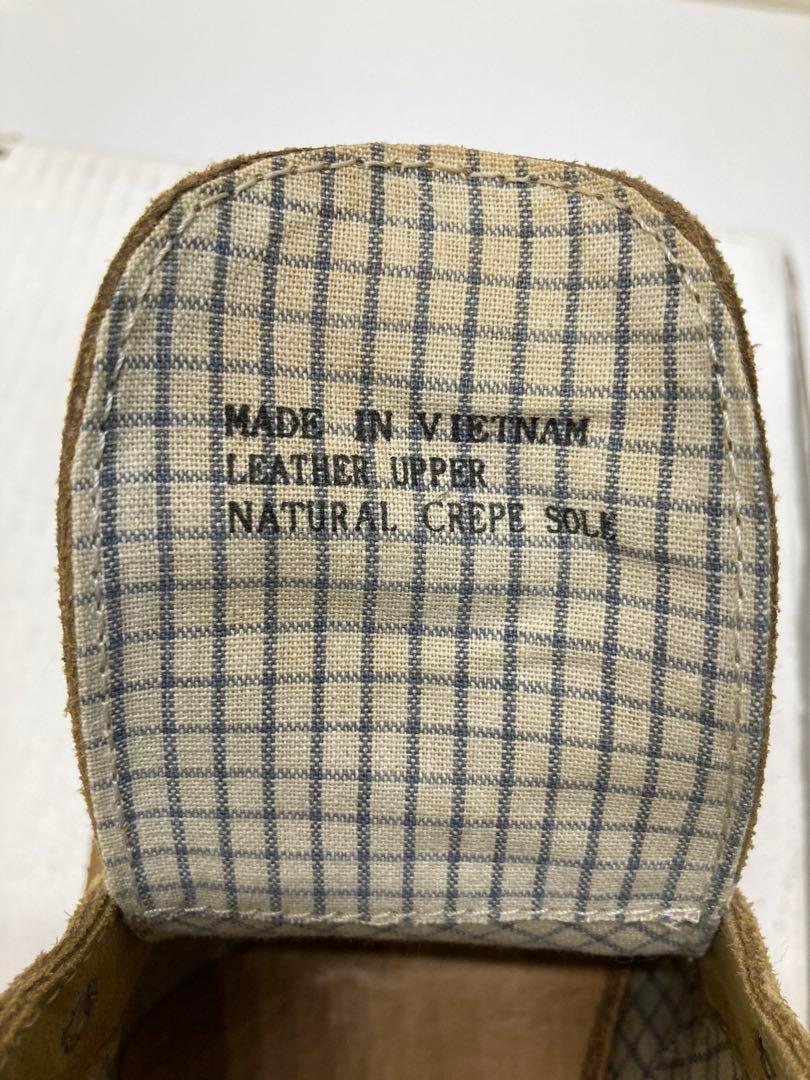 MADE IN VIETNAM
LEATHER UPPER
NATURAL CREPE SOLE